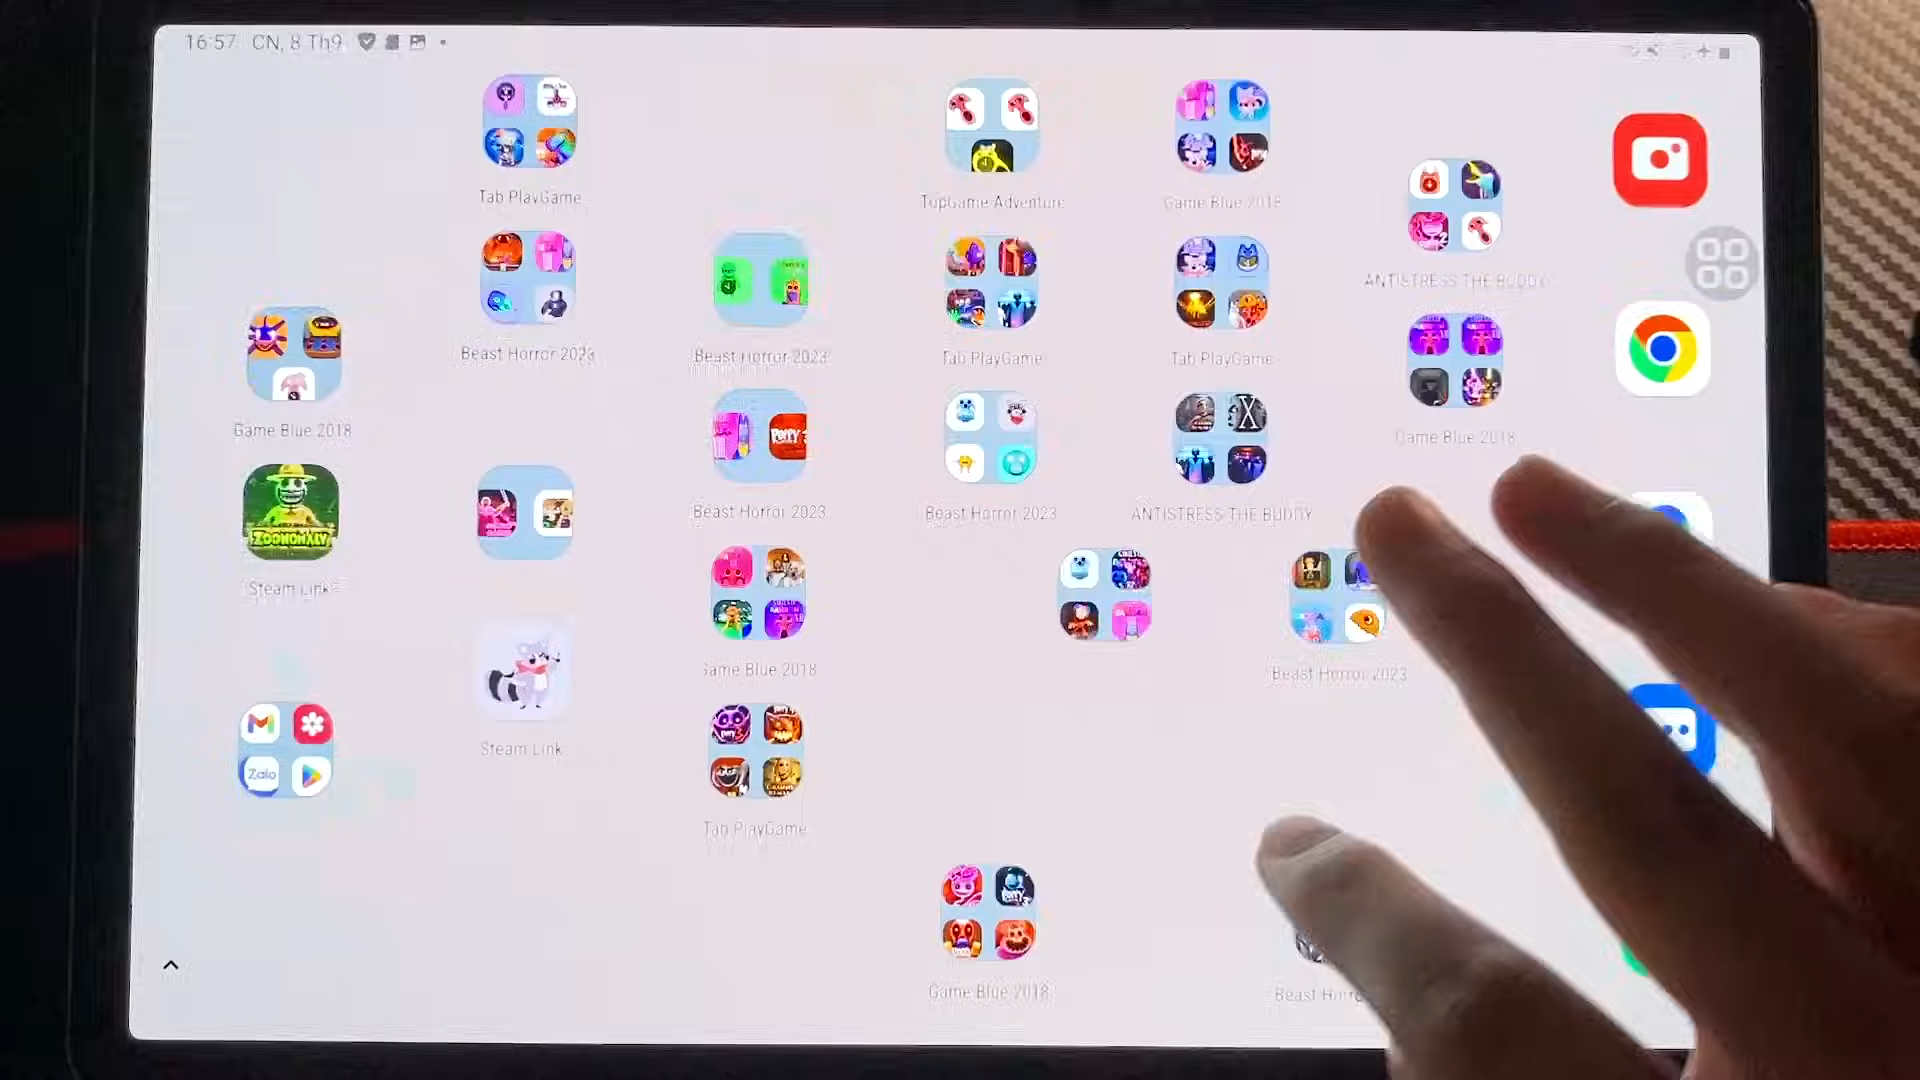 16:57 CN, 8 Th9
Tab PlayGame
TopGame Adventure
Game Blue 2018
ANTISTRESS THE BUDDY
Beast Horror 2023
Beast Horror 2023
Tab PlayGame
Tab PlayGame
Game Blue 2018
Game Blue 2018
ZOONOMALY
Steam Link
Beast Horror 2023
Beast Horror 2023
ANTISTRESS THE BUDDY
Game Blue 2018
Beast Horror 2023
Zalo
Steam Link
Tab PlayGame
Game Blue 2018